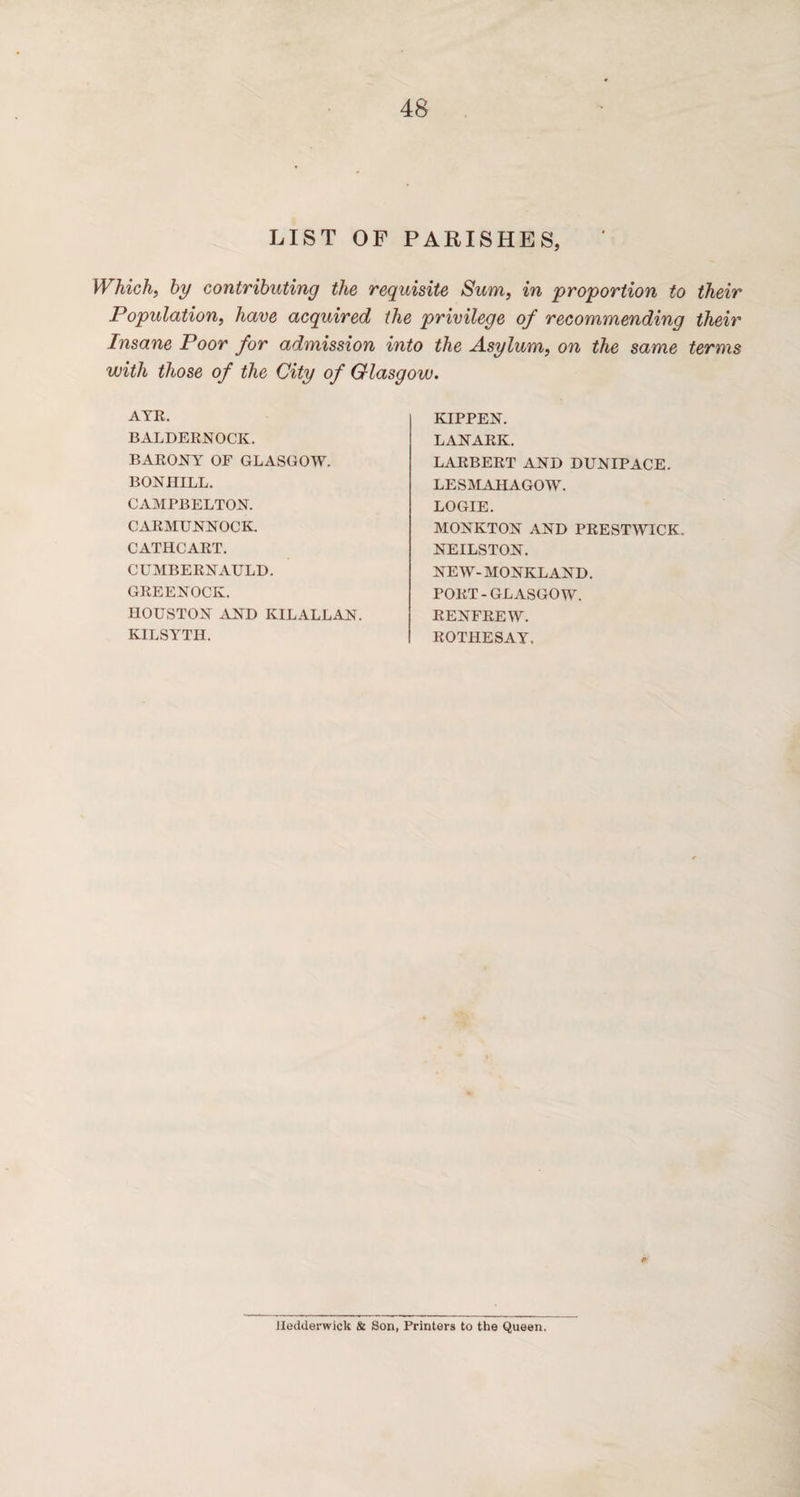 48
LIST OF PARISHES,
Which, by contributing the requisite Sum, in proportion to their
Population, have acquired the privilege of recommending their
Insane Poor for admission into the Asylum, on the same terms
with those of the City of Glasgow.
AYR.
BALDERNOCK.
BARONY OF GLASGOW.
BONHILL.
CAMPBELTON.
CARMUNNOCK.
CATHCART.
CUMBERNAULD.
GREENOCK.
HOUSTON AND KILALLAN.
KILSYTH.
KIPPEN.
LANARK.
LARBERT AND DUNIPACE.
LESMAHAGOW.
LOGIE.
MONKTON AND PRESTWICK.
NEILSTON.
NEW-MONKLAND.
PORT-GLASGOW.
RENFREW.
ROTHESAY.
Hedderwick & Son, Printers to the Queen.